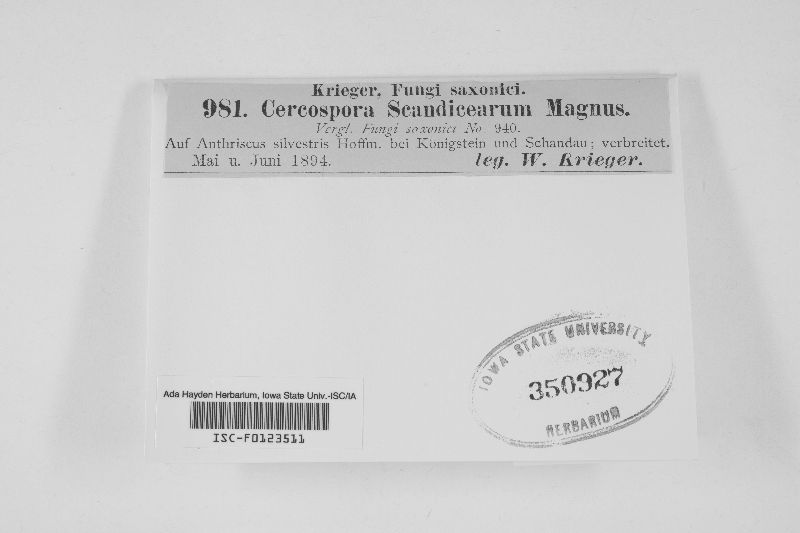 Krieger, Fungi saxonici.
981. Cercospora Scandicearum Magnus.
Vergl. Fungi saxonici No. 940.
Auf Anthriscus silvestris Hoffm. bei Königstein und Schandau; verbreitet.
Mai u. Juni 1894. leg. W. Krieger.
IOWA STATE UNIVERSITY
350927
HERBARIUM
Ada Hayden Herbarium, Iowa State Univ.-ISC/IA
ISC-F0123511